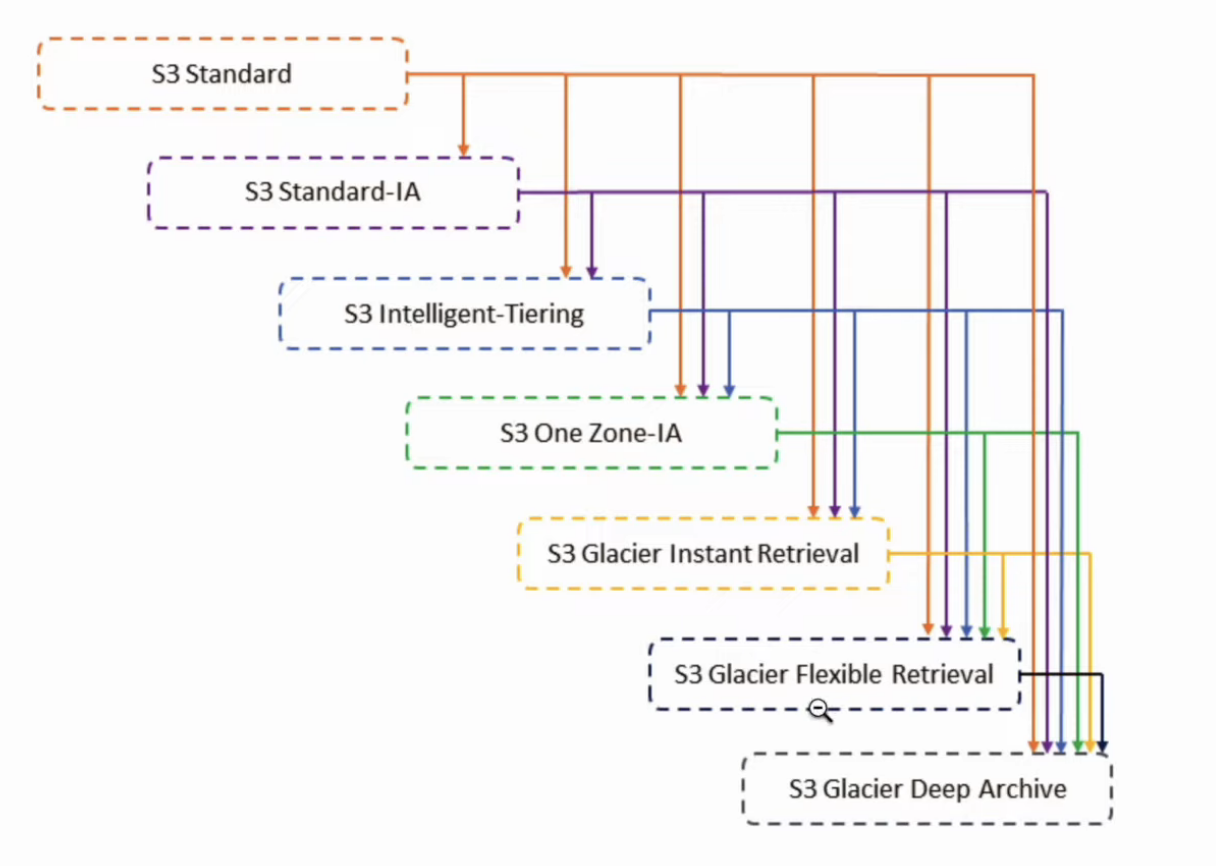 S3 Standard
S3 Standard-IA
S3 Intelligent-Tiering
S3 One Zone-IA
S3 Glacier Instant Retrieval
S3 Glacier Flexible Retrieval
S3 Glacier Deep Archive